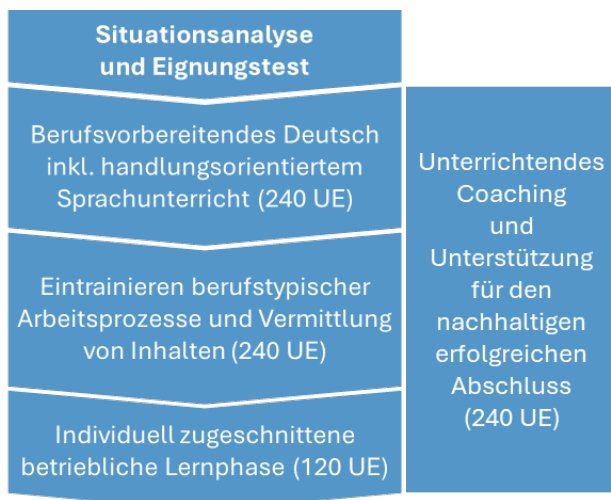 Situationsanalyse
und Eignungstest
Berufsvorbereitendes Deutsch
inkl. handlungsorientiertem
Sprachunterricht (240 UE)
Eintrainieren berufstypischer
Arbeitsprozesse und Vermittlung
von Inhalten (240 UE)
Individuell zugeschnittene
betriebliche Lernphase (120 UE)
Unterrichtendes
Coaching
und
Unterstützung
für den
nachhaltigen
erfolgreichen
Abschluss
(240 UE)